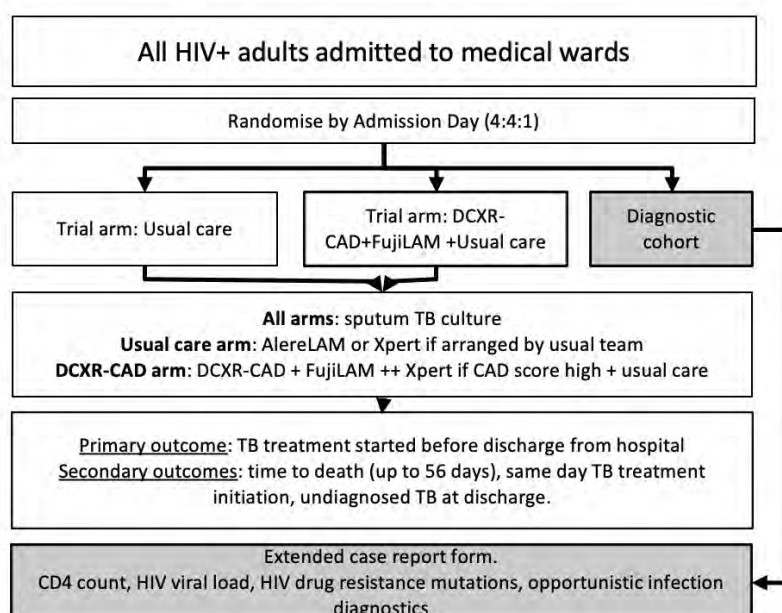 All HIV+ adults admitted to medical wards
Randomise by Admission Day (4:4:1)
Trial arm: Usual care
Trial arm: DCXR-
CAD+FujiLAM +Usual care
Diagnostic
cohort
All arms: sputum TB culture
Usual care arm: AlereLAM or Xpert if arranged by usual team
DCXR-CAD arm: DCXR-CAD + FujiLAM ++ Xpert if CAD score high + usual care
Primary outcome: TB treatment started before discharge from hospital
Secondary outcomes: time to death (up to 56 days), same day TB treatment
initiation, undiagnosed TB at discharge.
Extended case report form.
CD4 count, HIV viral load, HIV drug resistance mutations, opportunistic infection
diagnostics